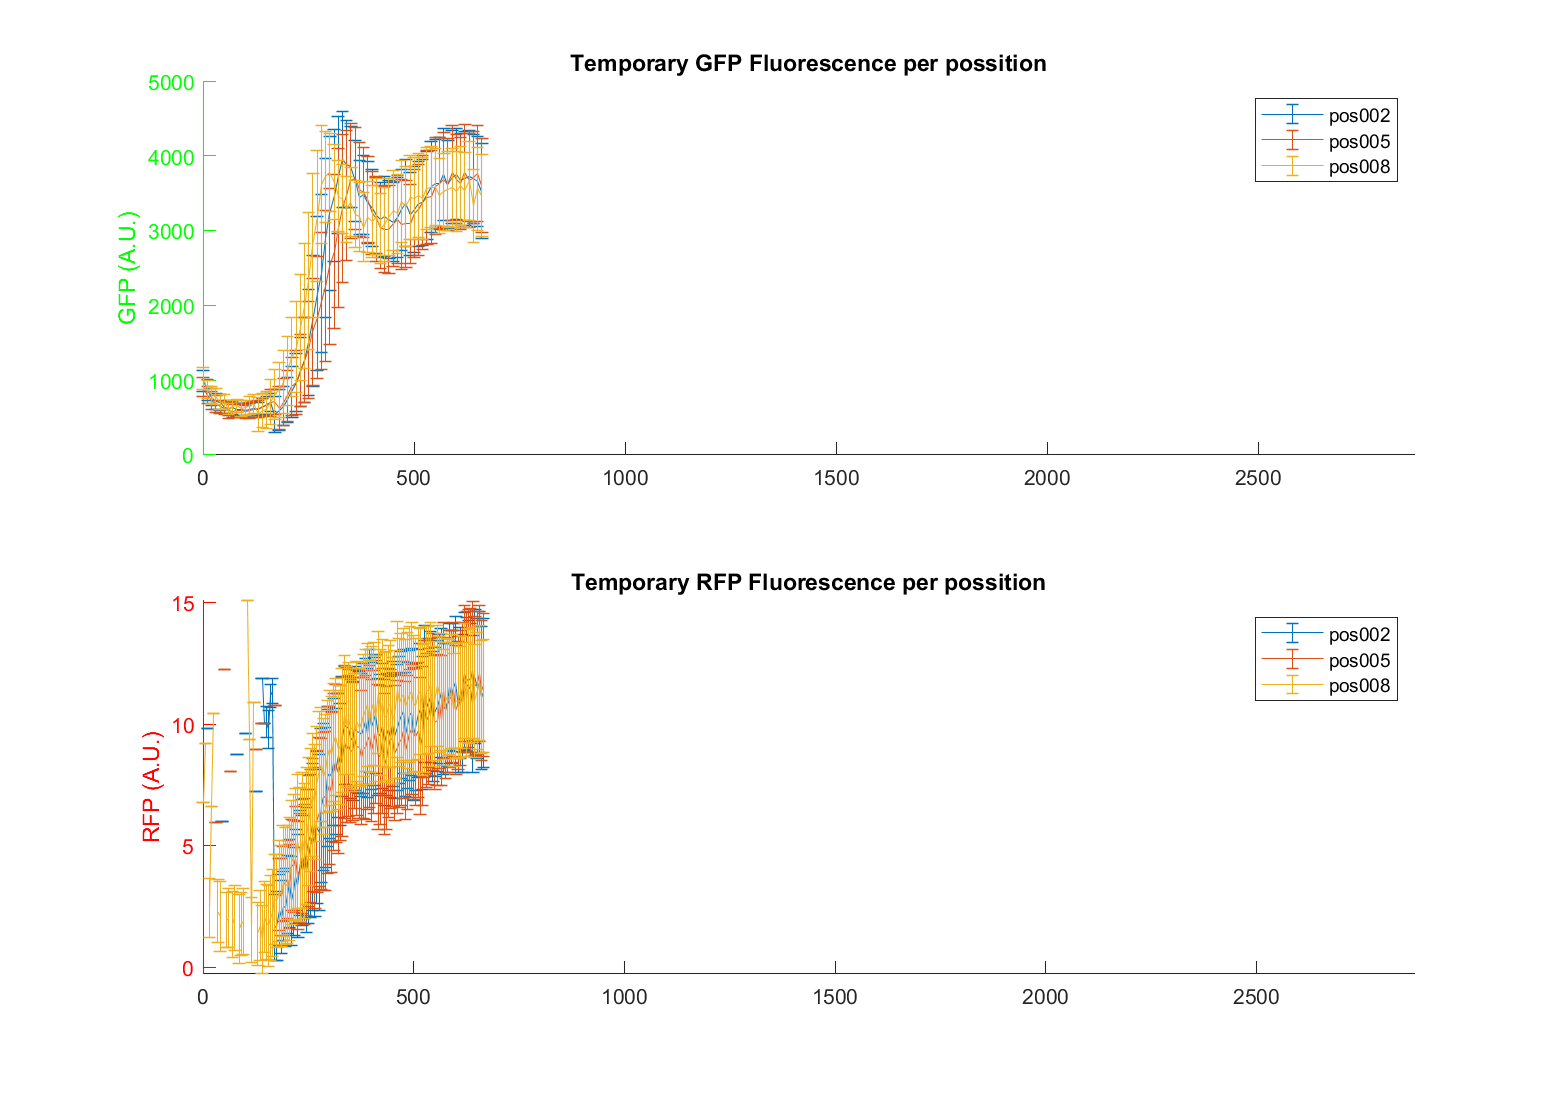 Temporary GFP Fluorescence per possition
5000
4000
3000
2000
1000
0
GFP (A.U.)
pos002
pos005
pos008
0 500 1000 1500 2000 2500
Temporary RFP Fluorescence per possition
15
10
5
0
RFP (A.U.)
pos002
pos005
pos008
0 500 1000 1500 2000 2500